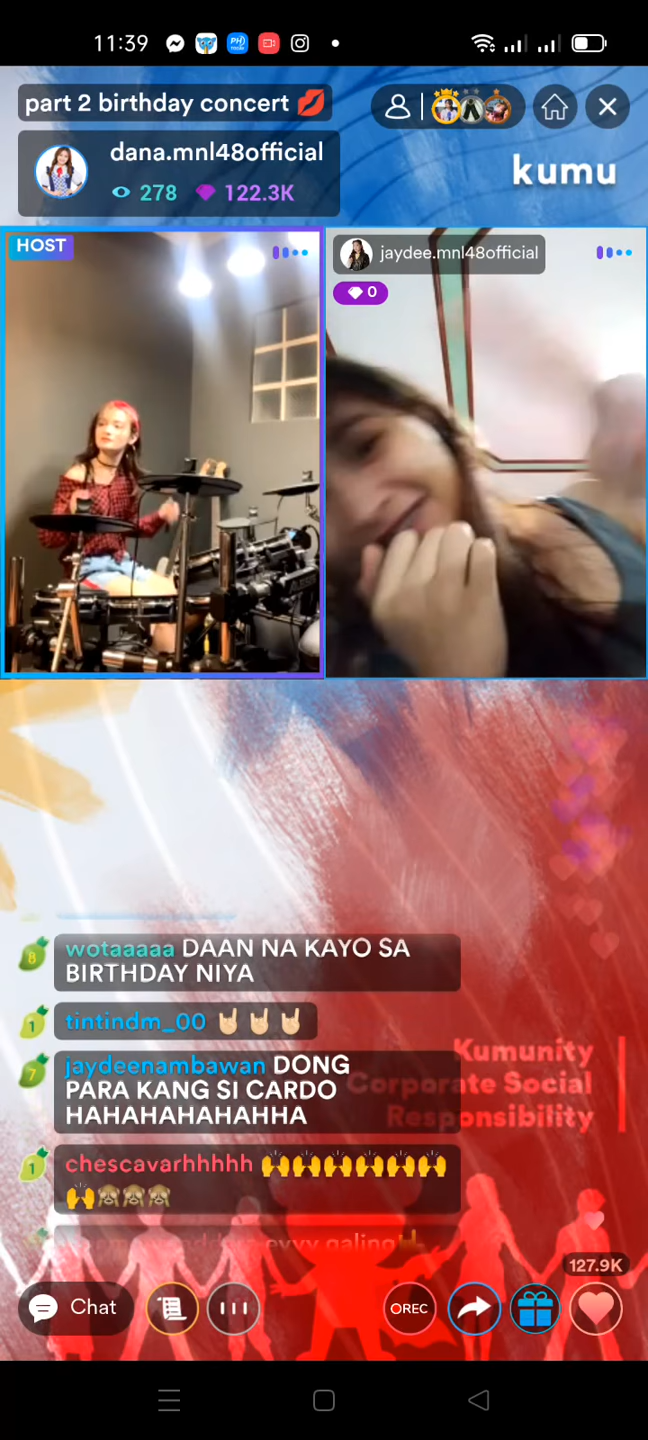 11:39
part 2 birthday concert 💋
dana.mnl48official
278 122.3K
kumu
HOST
jaydee.mnl48official
0
8 wotaaaaa DAAN NA KAYO SA
BIRTHDAY NIYA
1 tintindm_00 🤘🏻🤘🏻🤘🏻
7 jaydeenambawan DONG
PARA KANG SI CARDO
HAHAHAHAHAHHA
Kumunity
Corporate Social
Responsibility
1 chescavarhhhhh 🙌🙌🙌🙌🙌🙌
🙌🙈🙈🙈
galing
127.9K
Chat
REC